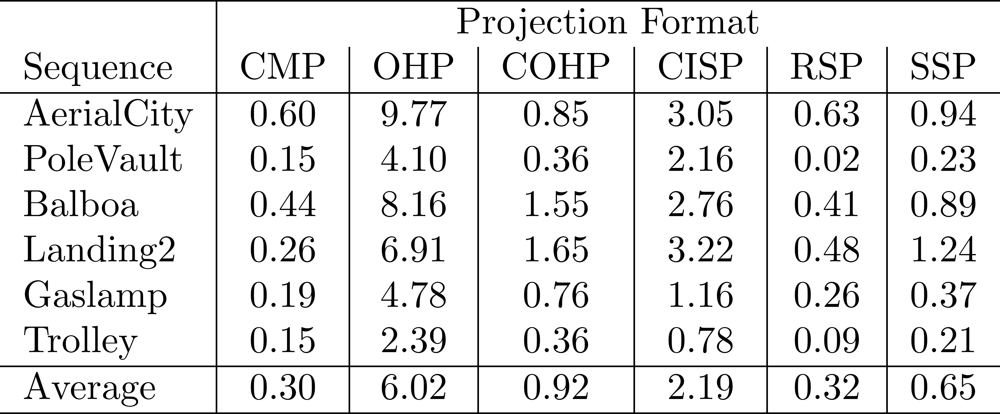 Projection Format
Sequence CMP OHP COHP CISP RSP SSP
AerialCity 0.60 9.77 0.85 3.05 0.63 0.94
PoleVault 0.15 4.10 0.36 2.16 0.02 0.23
Balboa 0.44 8.16 1.55 2.76 0.41 0.89
Landing2 0.26 6.91 1.65 3.22 0.48 1.24
Gaslamp 0.19 4.78 0.76 1.16 0.26 0.37
Trolley 0.15 2.39 0.36 0.78 0.09 0.21
Average 0.30 6.02 0.92 2.19 0.32 0.65